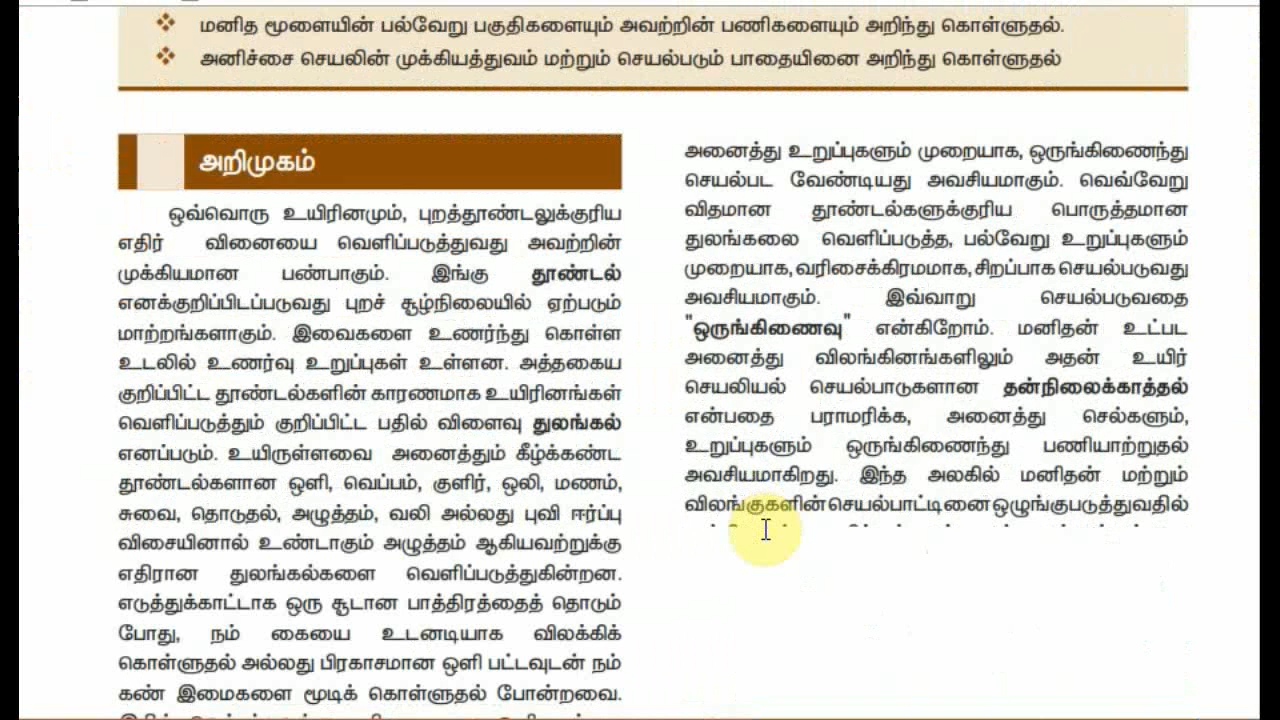 ❖ மனித மூளையின் பல்வேறு பகுதிகளையும் அவற்றின் பணிகளையும் அறிந்து கொள்ளுதல்.
❖ அனிச்சை செயலின் முக்கியத்துவம் மற்றும் செயல்படும் பாதையினை அறிந்து கொள்ளுதல்
அறிமுகம்
ஒவ்வொரு உயிரினமும், புறத்தூண்டலுக்குரிய
எதிர் வினையை வெளிப்படுத்துவது அவற்றின்
முக்கியமான பண்பாகும். இங்கு தூண்டல்
எனக்குறிப்பிடப்படுவது புறச் சூழ்நிலையில் ஏற்படும்
மாற்றங்களாகும். இவைகளை உணர்ந்து கொள்ள
உடலில் உணர்வு உறுப்புகள் உள்ளன. அத்தகைய
குறிப்பிட்ட தூண்டல்களின் காரணமாக உயிரினங்கள்
வெளிப்படுத்தும் குறிப்பிட்ட பதில் விளைவு துலங்கல்
எனப்படும். உயிருள்ளவை அனைத்தும் கீழ்க்கண்ட
தூண்டல்களான ஒளி, வெப்பம், குளிர், ஒலி, மணம்,
சுவை, தொடுதல், அழுத்தம், வலி அல்லது புவி ஈர்ப்பு
விசையினால் உண்டாகும் அழுத்தம் ஆகியவற்றுக்கு
எதிரான துலங்கல்களை வெளிப்படுத்துகின்றன.
எடுத்துக்காட்டாக ஒரு சூடான பாத்திரத்தைத் தொடும்
போது, நம் கையை உடனடியாக விலக்கிக்
கொள்ளுதல் அல்லது பிரகாசமான ஒளி பட்டவுடன் நம்
கண் இமைகளை மூடிக் கொள்ளுதல் போன்றவை.
அனைத்து உறுப்புகளும் முறையாக, ஒருங்கிணைந்து
செயல்பட வேண்டியது அவசியமாகும். வெவ்வேறு
விதமான தூண்டல்களுக்குரிய பொருத்தமான
துலங்கலை வெளிப்படுத்த, பல்வேறு உறுப்புகளும்
முறையாக, வரிசைக்கிரமமாக, சிறப்பாக செயல்படுவது
அவசியமாகும். இவ்வாறு செயல்படுவதை
"ஒருங்கிணைவு" என்கிறோம். மனிதன் உட்பட
அனைத்து விலங்கினங்களிலும் அதன் உயிர்
செயலியல் செயல்பாடுகளான தன்நிலைக்காத்தல்
என்பதை பராமரிக்க, அனைத்து செல்களும்,
உறுப்புகளும் ஒருங்கிணைந்து பணியாற்றுதல்
அவசியமாகிறது. இந்த அலகில் மனிதன் மற்றும்
விலங்குகளின் செயல்பாட்டினை ஒழுங்குபடுத்துவதில்